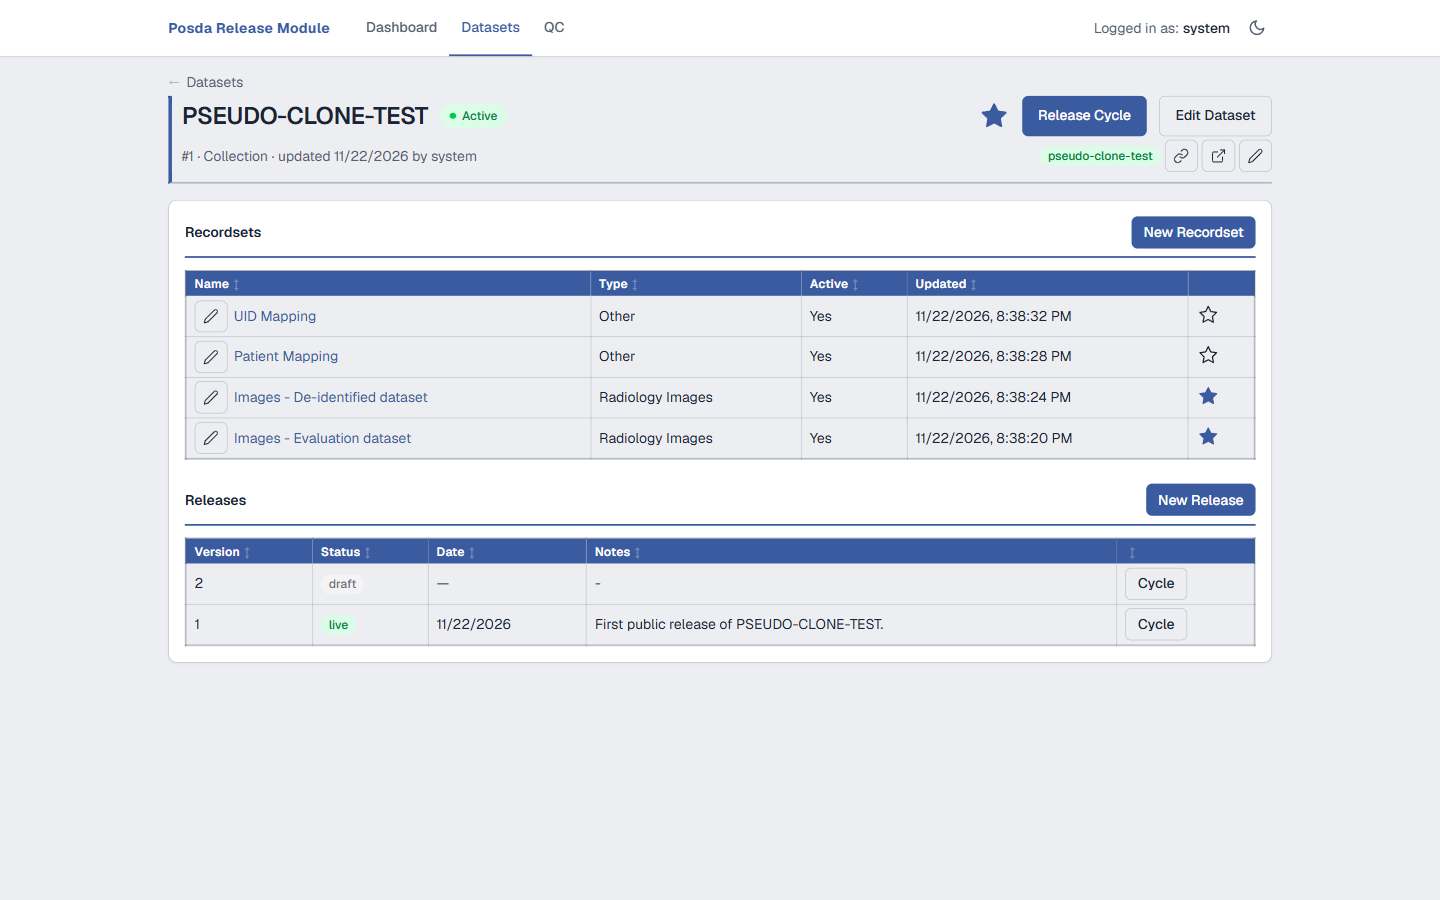 Posda Release Module Dashboard Datasets QC Logged in as: system
← Datasets
PSEUDO-CLONE-TEST Active Release Cycle Edit Dataset
#1 · Collection · updated 11/22/2026 by system pseudo-clone-test
Recordsets New Recordset
Name Type Active Updated
UID Mapping Other Yes 11/22/2026, 8:38:32 PM
Patient Mapping Other Yes 11/22/2026, 8:38:28 PM
Images - De-identified dataset Radiology Images Yes 11/22/2026, 8:38:24 PM
Images - Evaluation dataset Radiology Images Yes 11/22/2026, 8:38:20 PM
Releases New Release
Version Status Date Notes
2 draft — - Cycle
1 live 11/22/2026 First public release of PSEUDO-CLONE-TEST. Cycle